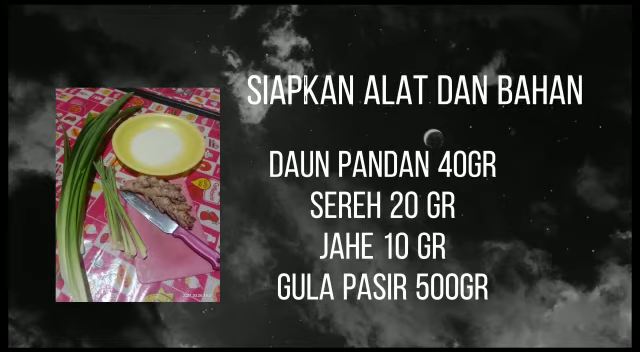 SIAPKAN ALAT DAN BAHAN
DAUN PANDAN 40GR
SEREH 20 GR
JAHE 10 GR
GULA PASIR 500GR